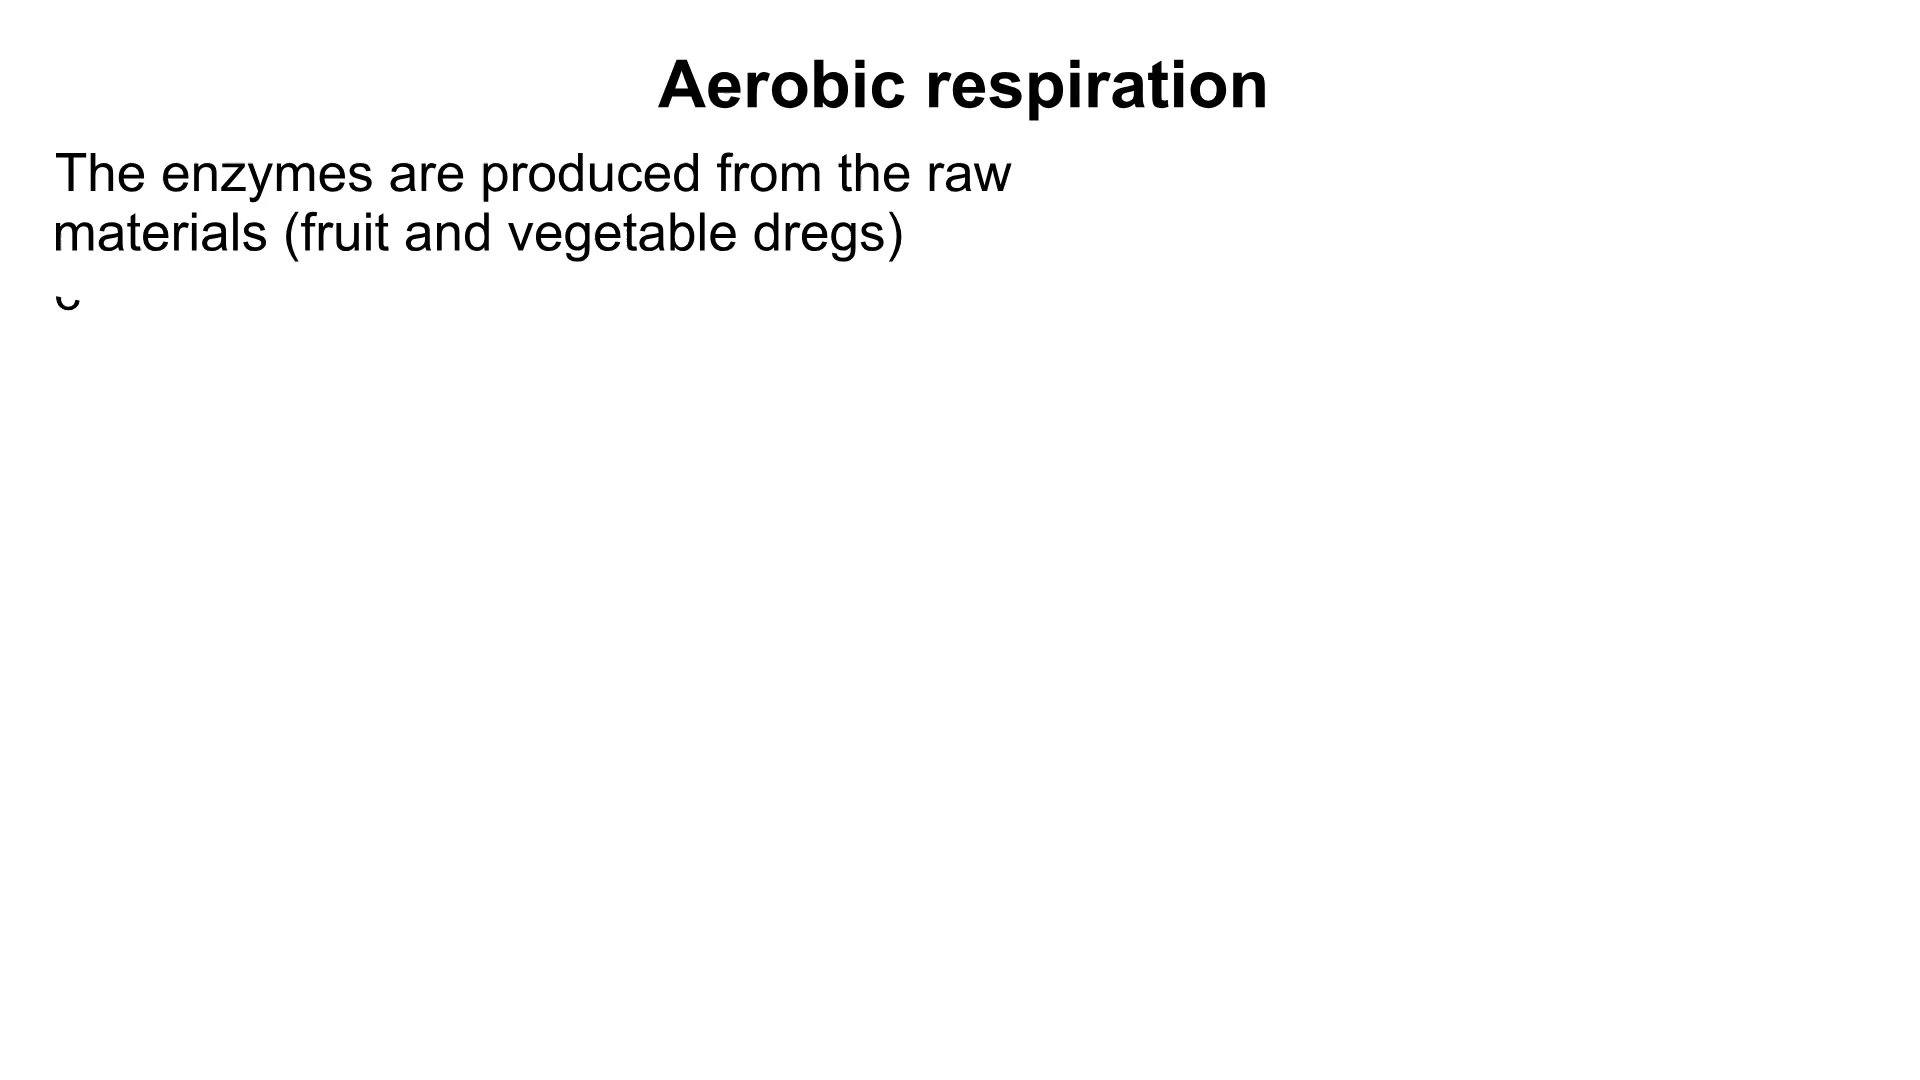 Aerobic respiration
The enzymes are produced from the raw
materials (fruit and vegetable dregs)